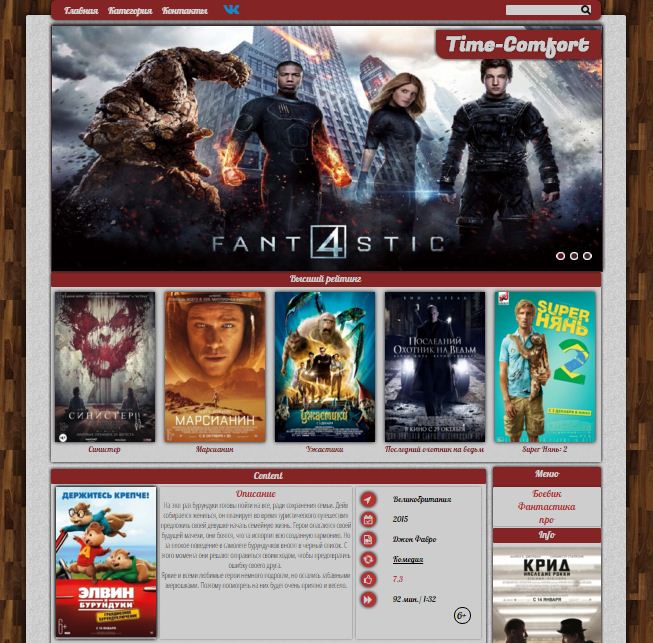 Главная Категория Контакты
Time-Comfort
FANT4STIC
Высший рейтинг
СИНИСТЕР
МАРСИАНИН
Ужастики
ВИН ДИЗЕЛЬ
ПОСЛЕДНИЙ
ОХОТНИК НА ВЕДЬМ
В КИНО С 29 ОКТЯБРЯ
SUPER
НЯНЬ
2
Синистер Марсианин Ужастики Последний охотник на ведьм Super Нянь: 2
Content
Меню
ДЕРЖИТЕСЬ КРЕПЧЕ!
ЭЛВИН
И
БУРУНДУКИ
6+
Описание
На этот раз бурундуки готовы пойти на все, ради сохранения семьи. Дейв
собирается жениться, он планирует во время туристического путешествия
предложить своей девушке начать семейную жизнь. Герои опасаются своей
будущей мачехи, они боятся, что та испортит всю созданную гармонию. Но
за плохое поведение в самолете бурундучков вносят в черный список. С
кого момента они решают отправиться своим ходом, чтобы предотвратить
ошибку своего друга.
Яркие и всеми любимые герои немного подросли, но остались забавными
зверюшками. Потому посмотреть на них будет очень приятно и весело.
Великобритания
2015
Джон Фавро
Комедия
7.3
92 мин. / 1:32
6+
Боевик
Фантастика
про
Info
КРИД
НАСЛЕДИЕ РОККИ
С 14 ЯНВАРЯ